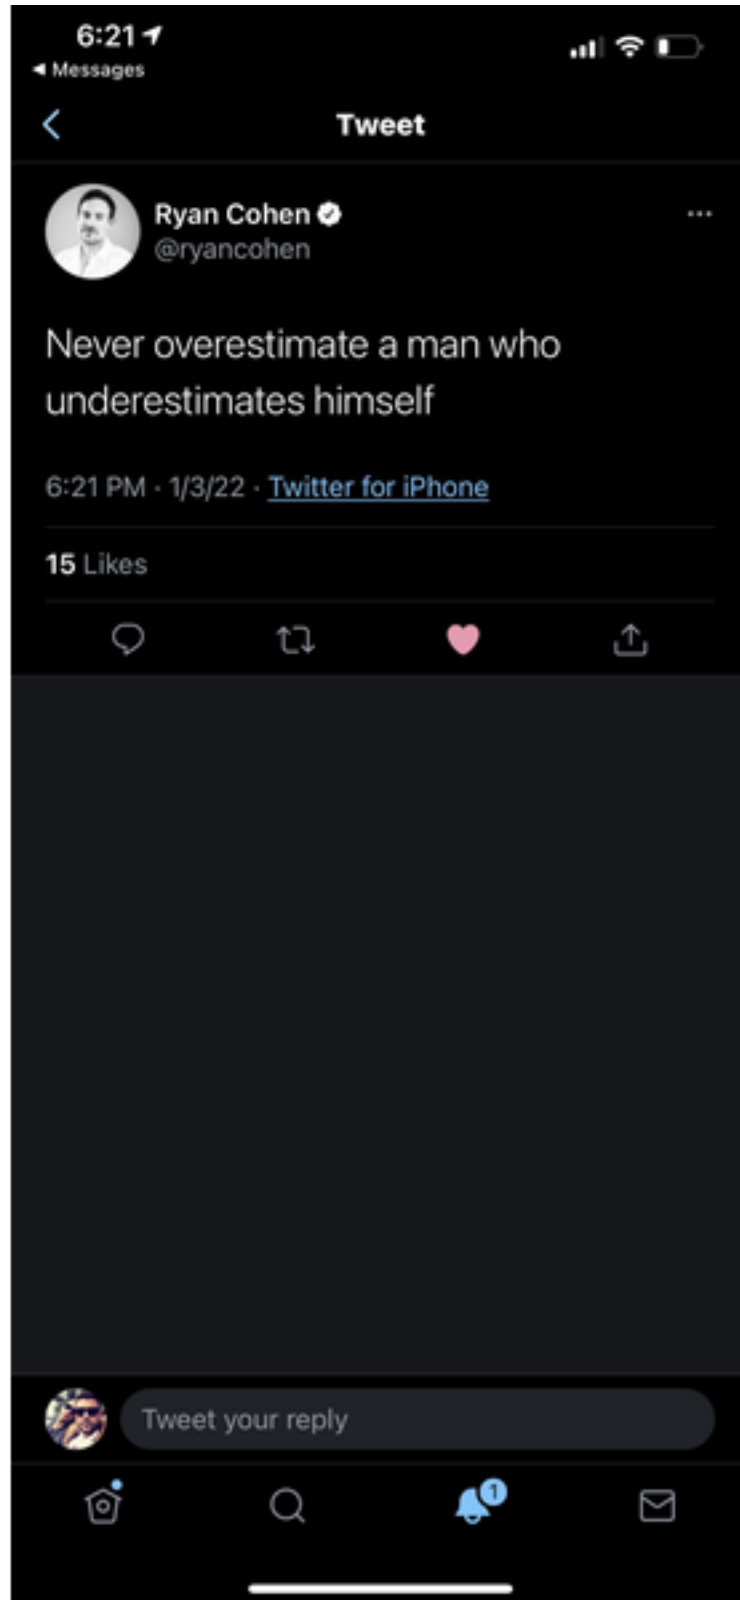 6:21
Messages
Tweet
Ryan Cohen
@ryancohen
Never overestimate a man who
underestimates himself
6:21 PM · 1/3/22 · Twitter for iPhone
15 Likes
Tweet your reply
1